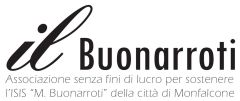 il Buonarroti
Associazione senza fini di lucro per sostenere
l'ISIS "M. Buonarroti" della città di Monfalcone